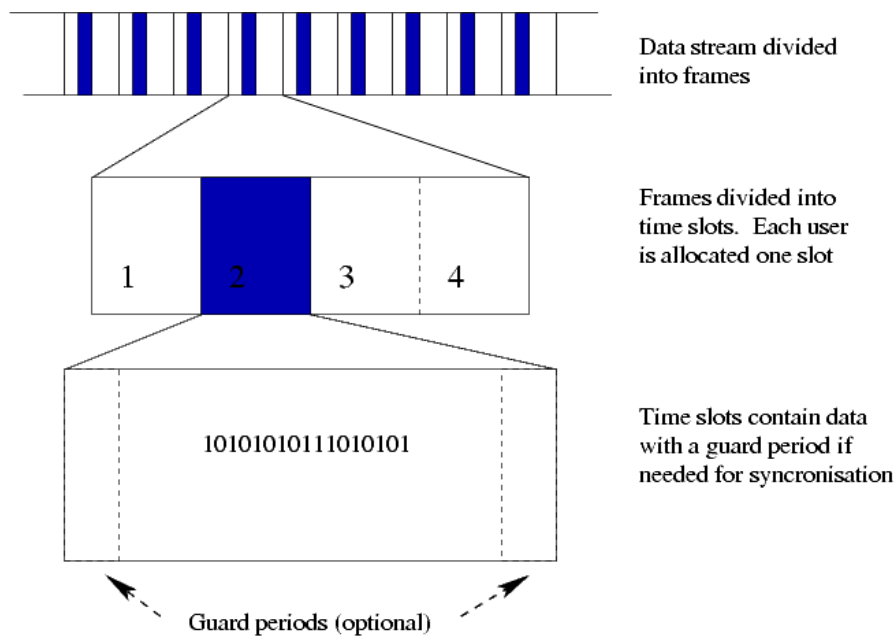 Data stream divided
into frames
Frames divided into
time slots.  Each user
is allocated one slot
1 2 3 4
10101010111010101
Time slots contain data
with a guard period if
needed for syncronisation
Guard periods (optional)